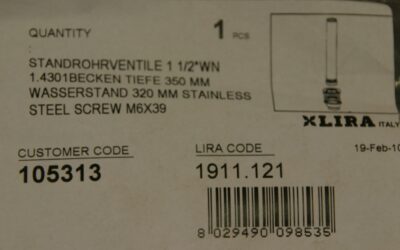 QUANTITY 1 PCS
STANDROHRVENTILE 1 1/2"WN
1.4301BECKEN TIEFE 350 MM
WASSERSTAND 320 MM STAINLESS
STEEL SCREW M6X39
XLIRA ITALY
CUSTOMER CODE
105313
LIRA CODE
1911.121
19-Feb-10
8 029490 098535